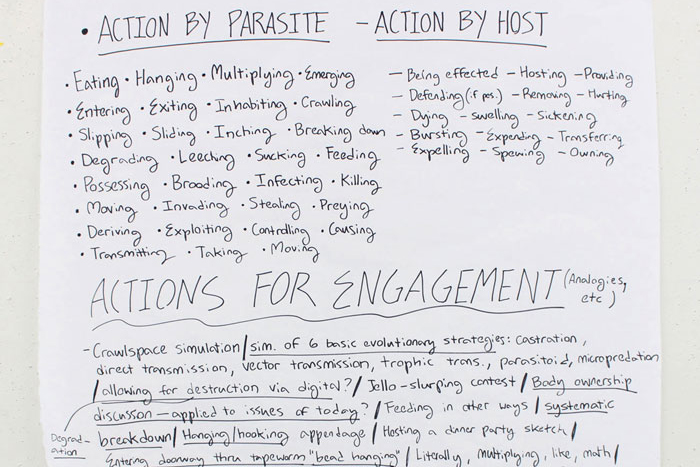 • ACTION BY PARASITE – ACTION BY HOST
• Eating • Hanging • Multiplying • Emerging
• Entering • Exiting • Inhabiting • Crawling
• Slipping • Sliding • Inching • Breaking down
• Degrading • Leeching • Sucking • Feeding
• Possessing • Brooding • Infecting • Killing
• Moving • Invading • Stealing • Preying
• Deriving • Exploiting • Controlling • Causing
• Transmitting • Taking • Moving
– Being effected – Hosting – Providing
– Defending (if pos.) – Removing – Hurting
– Dying – Swelling – Sickening
– Bursting – Expending – Transferring
– Expelling – Spewing – Owning
ACTIONS FOR ENGAGEMENT (Analogies, etc)
– Crawlspace simulation / sim. of 6 basic evolutionary strategies: castration,
direct transmission, vector transmission, trophic trans., parasitoid, micropredation
/ allowing for destruction via digital? / Jello-slurping contest / Body ownership
discusson — applied to issues of today? / Feeding in other ways / systematic
Degrad-
ation
breakdown / Hanging/hooking appendage / Hosting a dinner party sketch /
Entering doorway thru tapeworm "bead hanging" / Literally, multiplying, like, math /